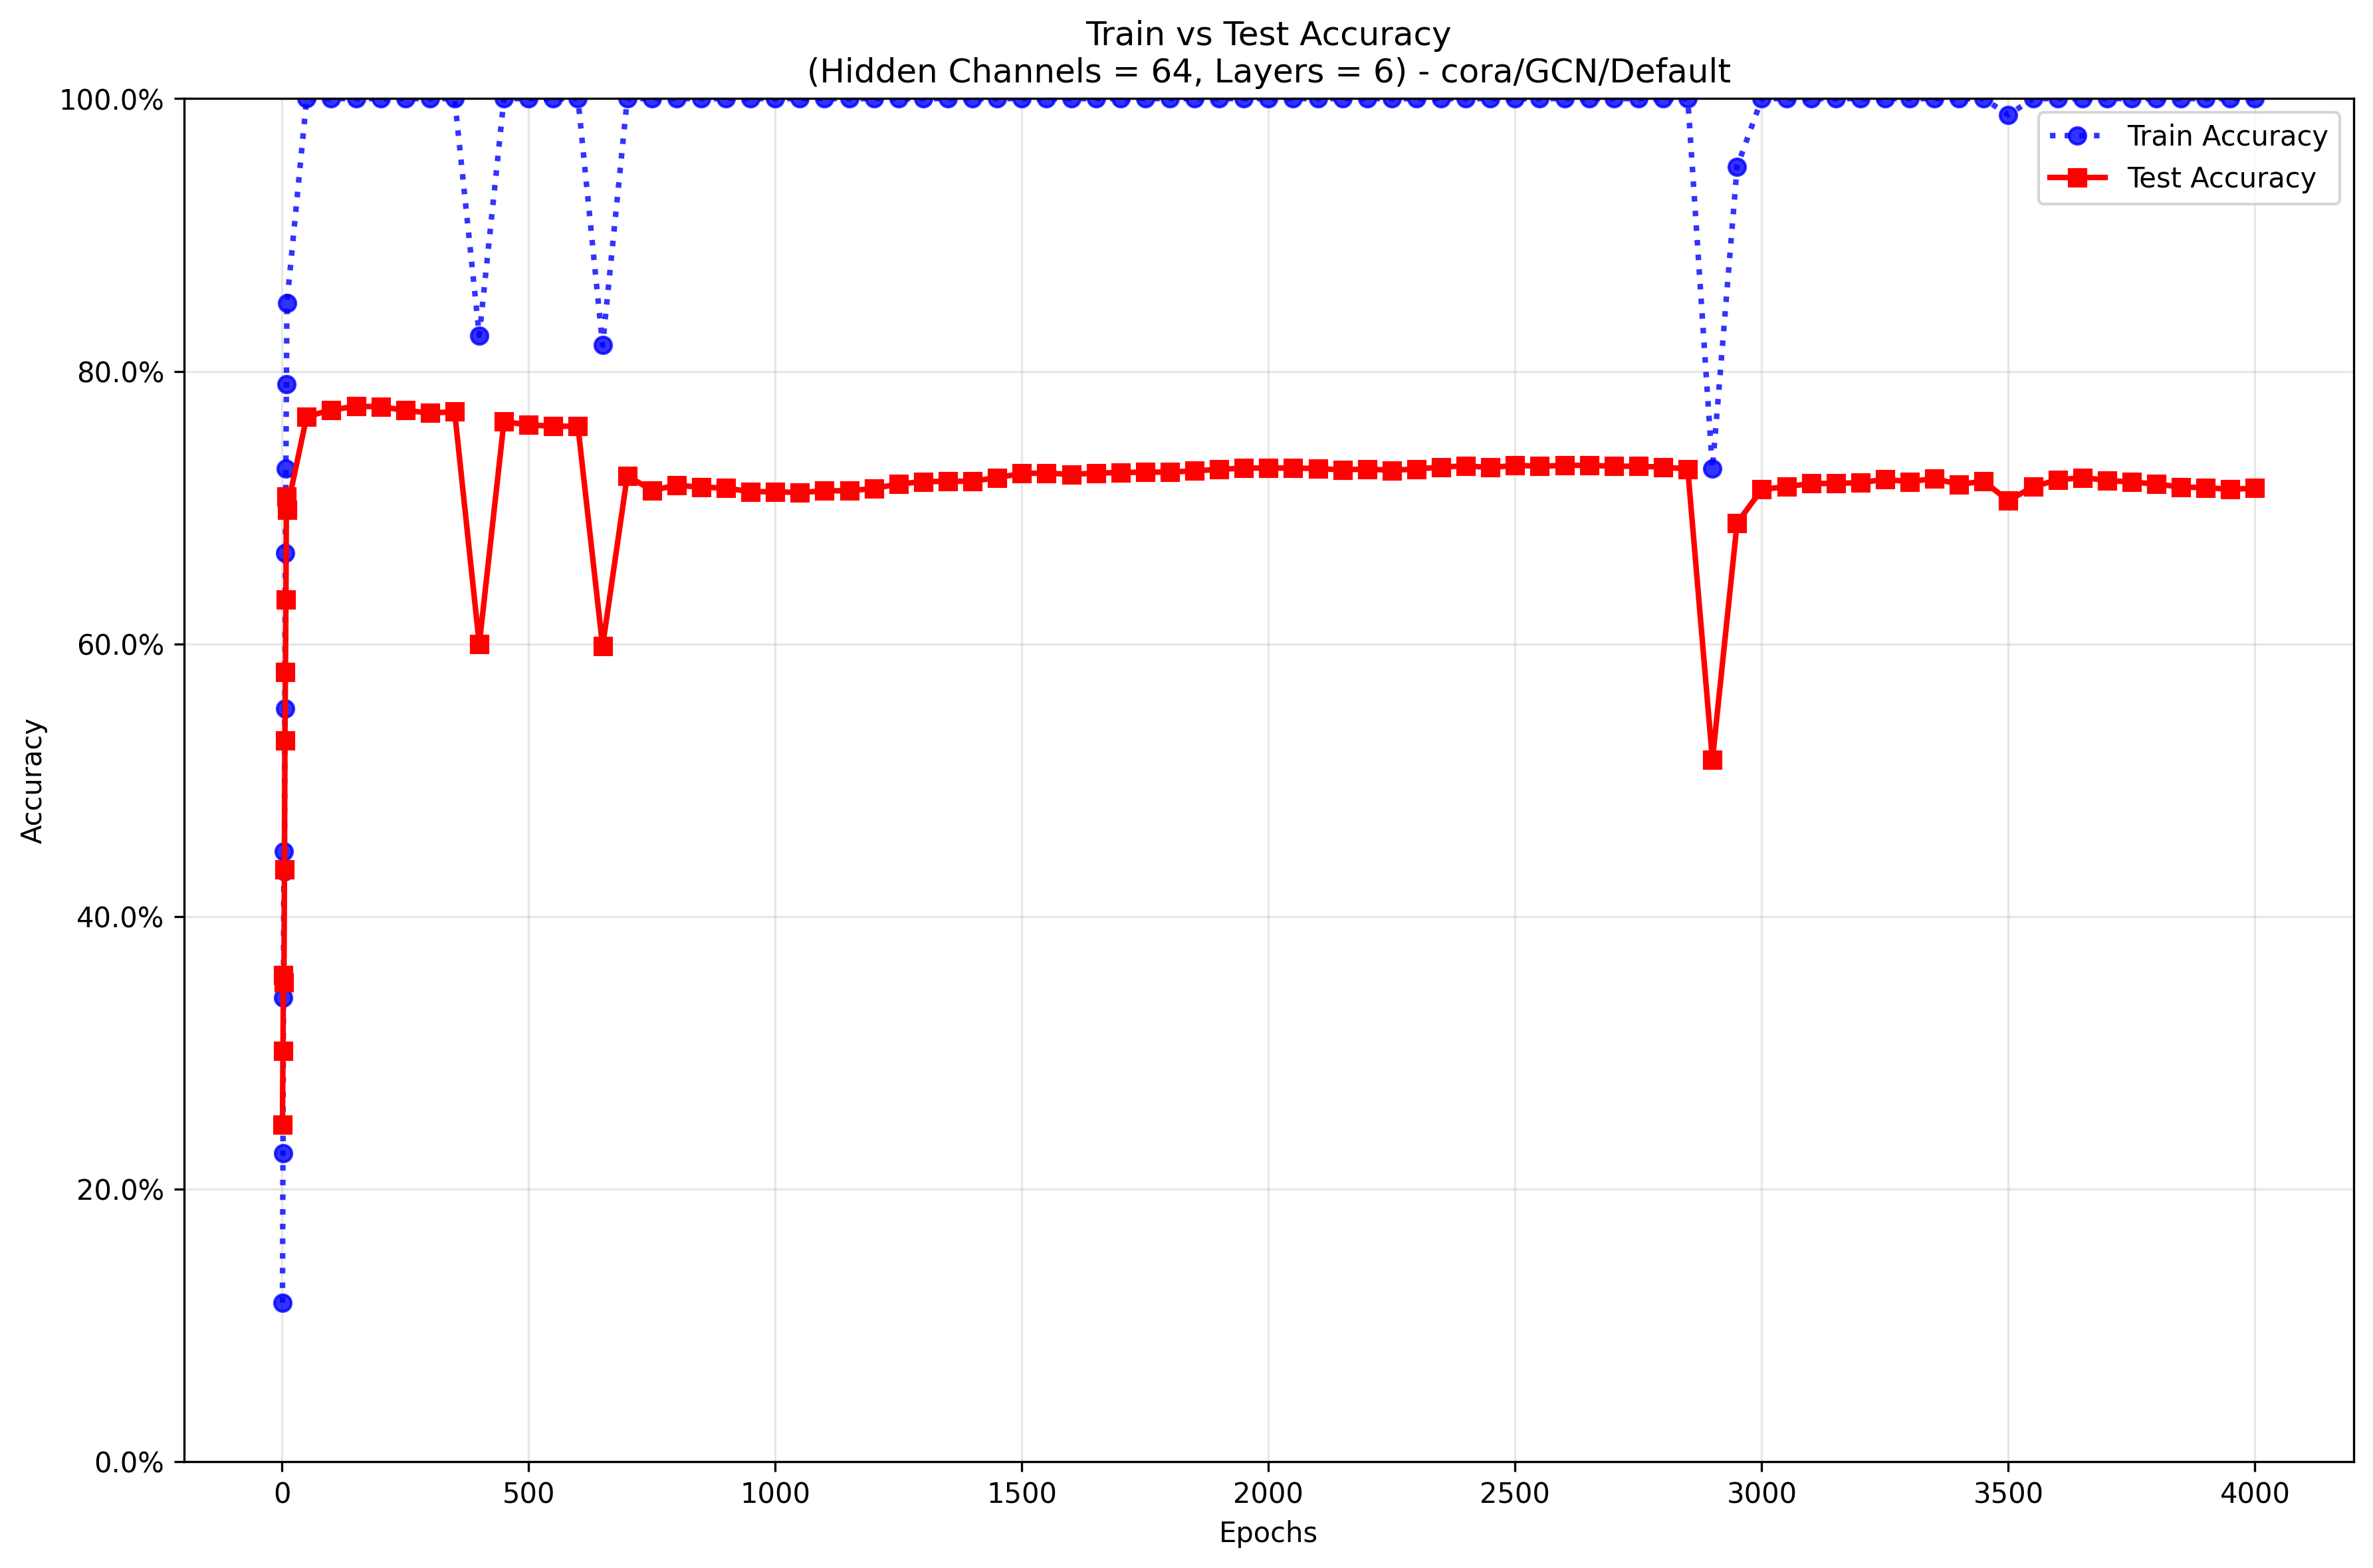 Train vs Test Accuracy
(Hidden Channels = 64, Layers = 6) - cora/GCN/Default
100.0%
80.0%
60.0%
40.0%
20.0%
0.0%
Accuracy
Train Accuracy
Test Accuracy
0 500 1000 1500 2000 2500 3000 3500 4000
Epochs